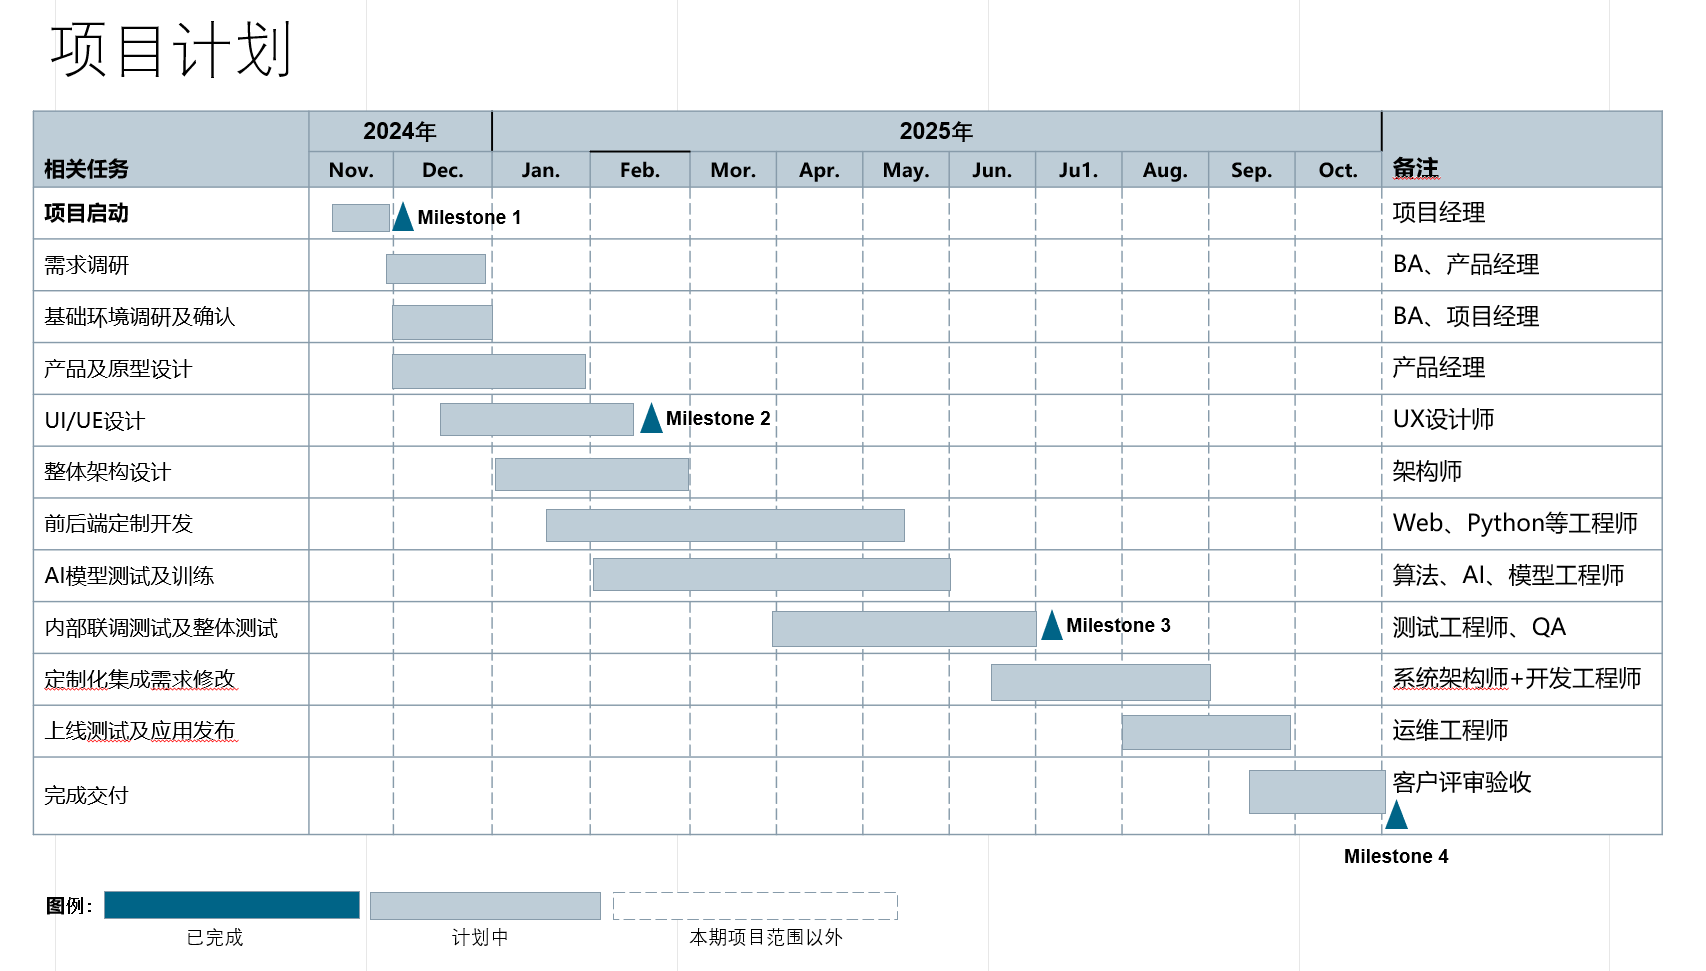 项目计划
2024年 2025年
相关任务 Nov. Dec. Jan. Feb. Mor. Apr. May. Jun. Ju1. Aug. Sep. Oct. 备注
项目启动 Milestone 1 项目经理
需求调研 BA、产品经理
基础环境调研及确认 BA、项目经理
产品及原型设计 产品经理
UI/UE设计 Milestone 2 UX设计师
整体架构设计 架构师
前后端定制开发 Web、Python等工程师
AI模型测试及训练 算法、AI、模型工程师
内部联调测试及整体测试 Milestone 3 测试工程师、QA
定制化集成需求修改 系统架构师+开发工程师
上线测试及应用发布 运维工程师
完成交付 客户评审验收
Milestone 4
图例：
已完成 计划中 本期项目范围以外